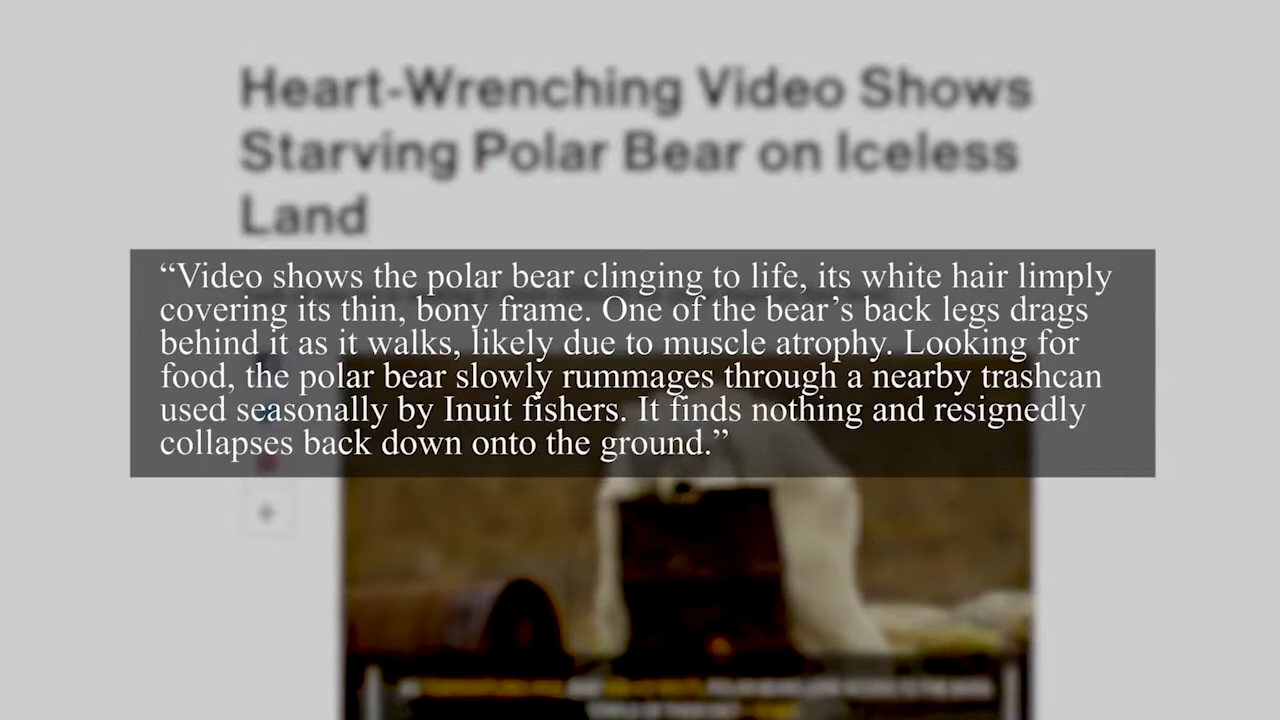 Heart-Wrenching Video Shows
Starving Polar Bear on Iceless
Land
“Video shows the polar bear clinging to life, its white hair limply
covering its thin, bony frame. One of the bear’s back legs drags
behind it as it walks, likely due to muscle atrophy. Looking for
food, the polar bear slowly rummages through a nearby trashcan
used seasonally by Inuit fishers. It finds nothing and resignedly
collapses back down onto the ground.”